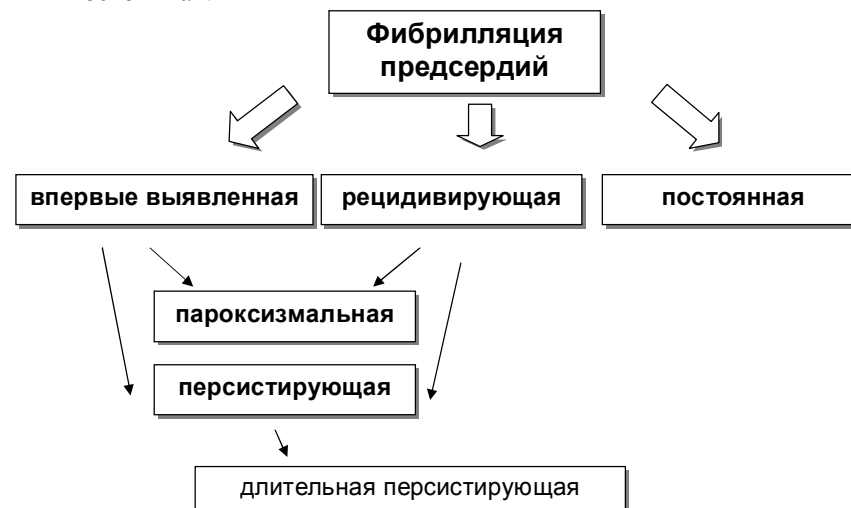 Фибрилляция
предсердий
впервые выявленная
рецидивирующая
постоянная
пароксизмальная
персистирующая
длительная персистирующая